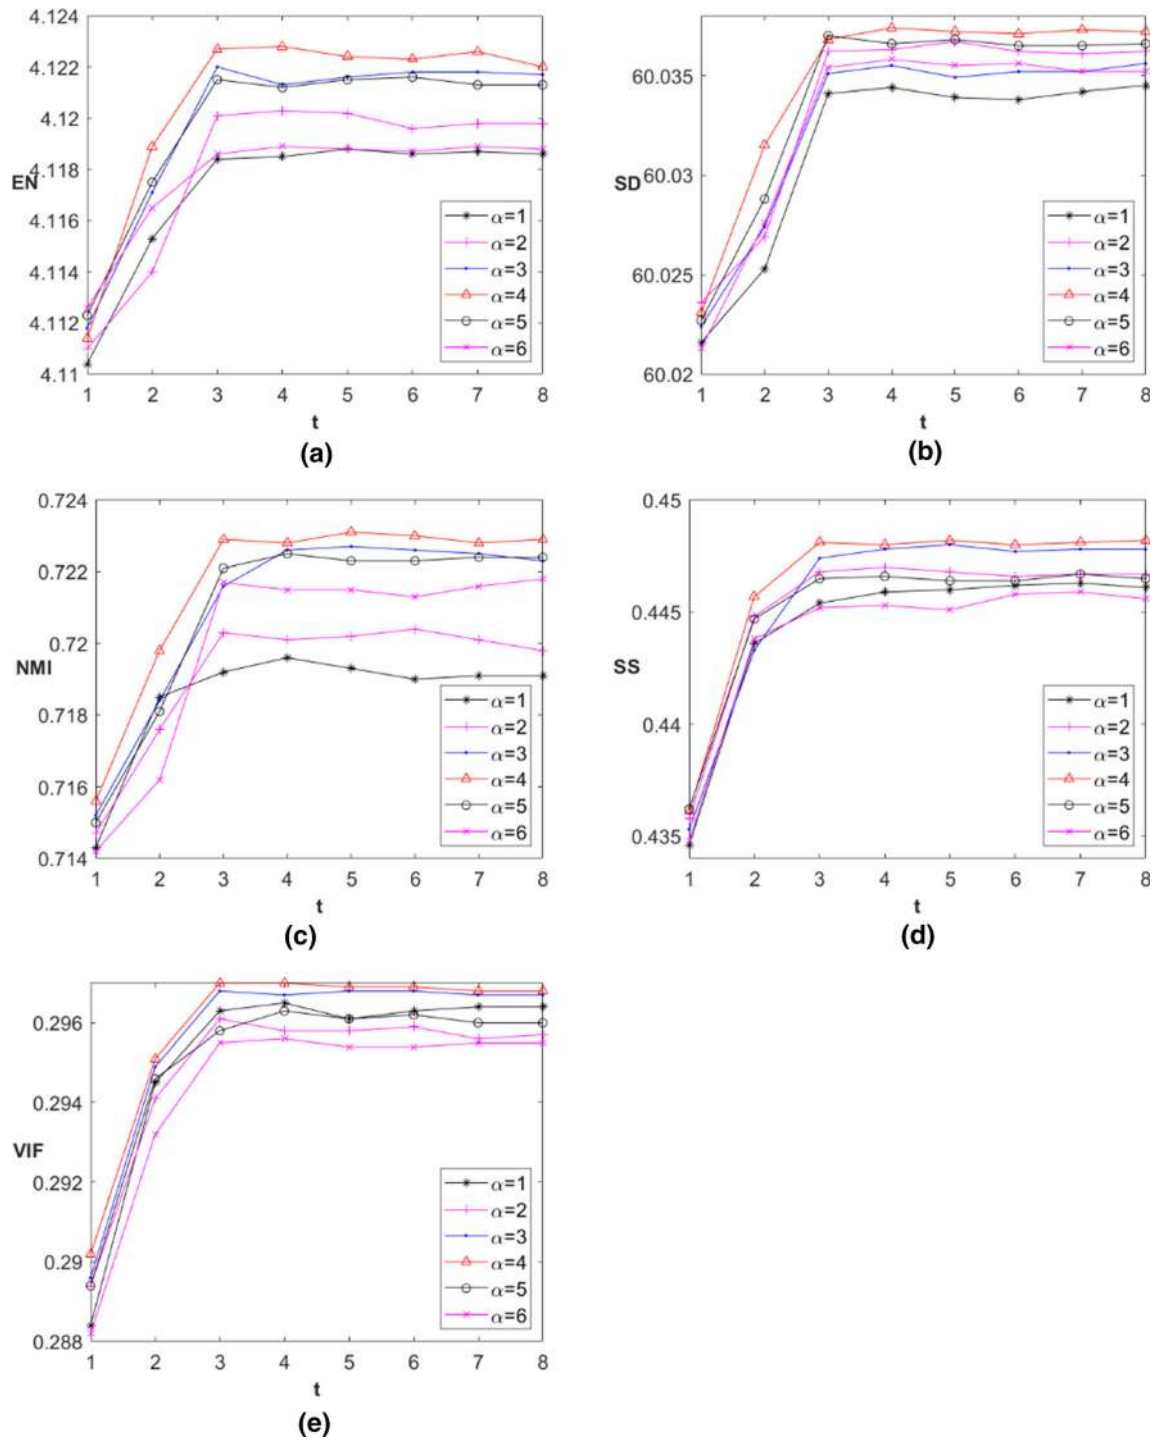 4.124
4.122
4.12
4.118
EN
4.116
4.114
4.112
4.11
1 2 3 4 5 6 7 8
t
α=1
α=2
α=3
α=4
α=5
α=6
(a)
60.035
60.03
SD
60.025
60.02
1 2 3 4 5 6 7 8
t
α=1
α=2
α=3
α=4
α=5
α=6
(b)
0.724
0.722
0.72
NMI
0.718
0.716
0.714
1 2 3 4 5 6 7 8
t
α=1
α=2
α=3
α=4
α=5
α=6
(c)
0.45
0.445
SS
0.44
0.435
1 2 3 4 5 6 7 8
t
α=1
α=2
α=3
α=4
α=5
α=6
(d)
0.296
0.294
VIF
0.292
0.29
0.288
1 2 3 4 5 6 7 8
t
α=1
α=2
α=3
α=4
α=5
α=6
(e)